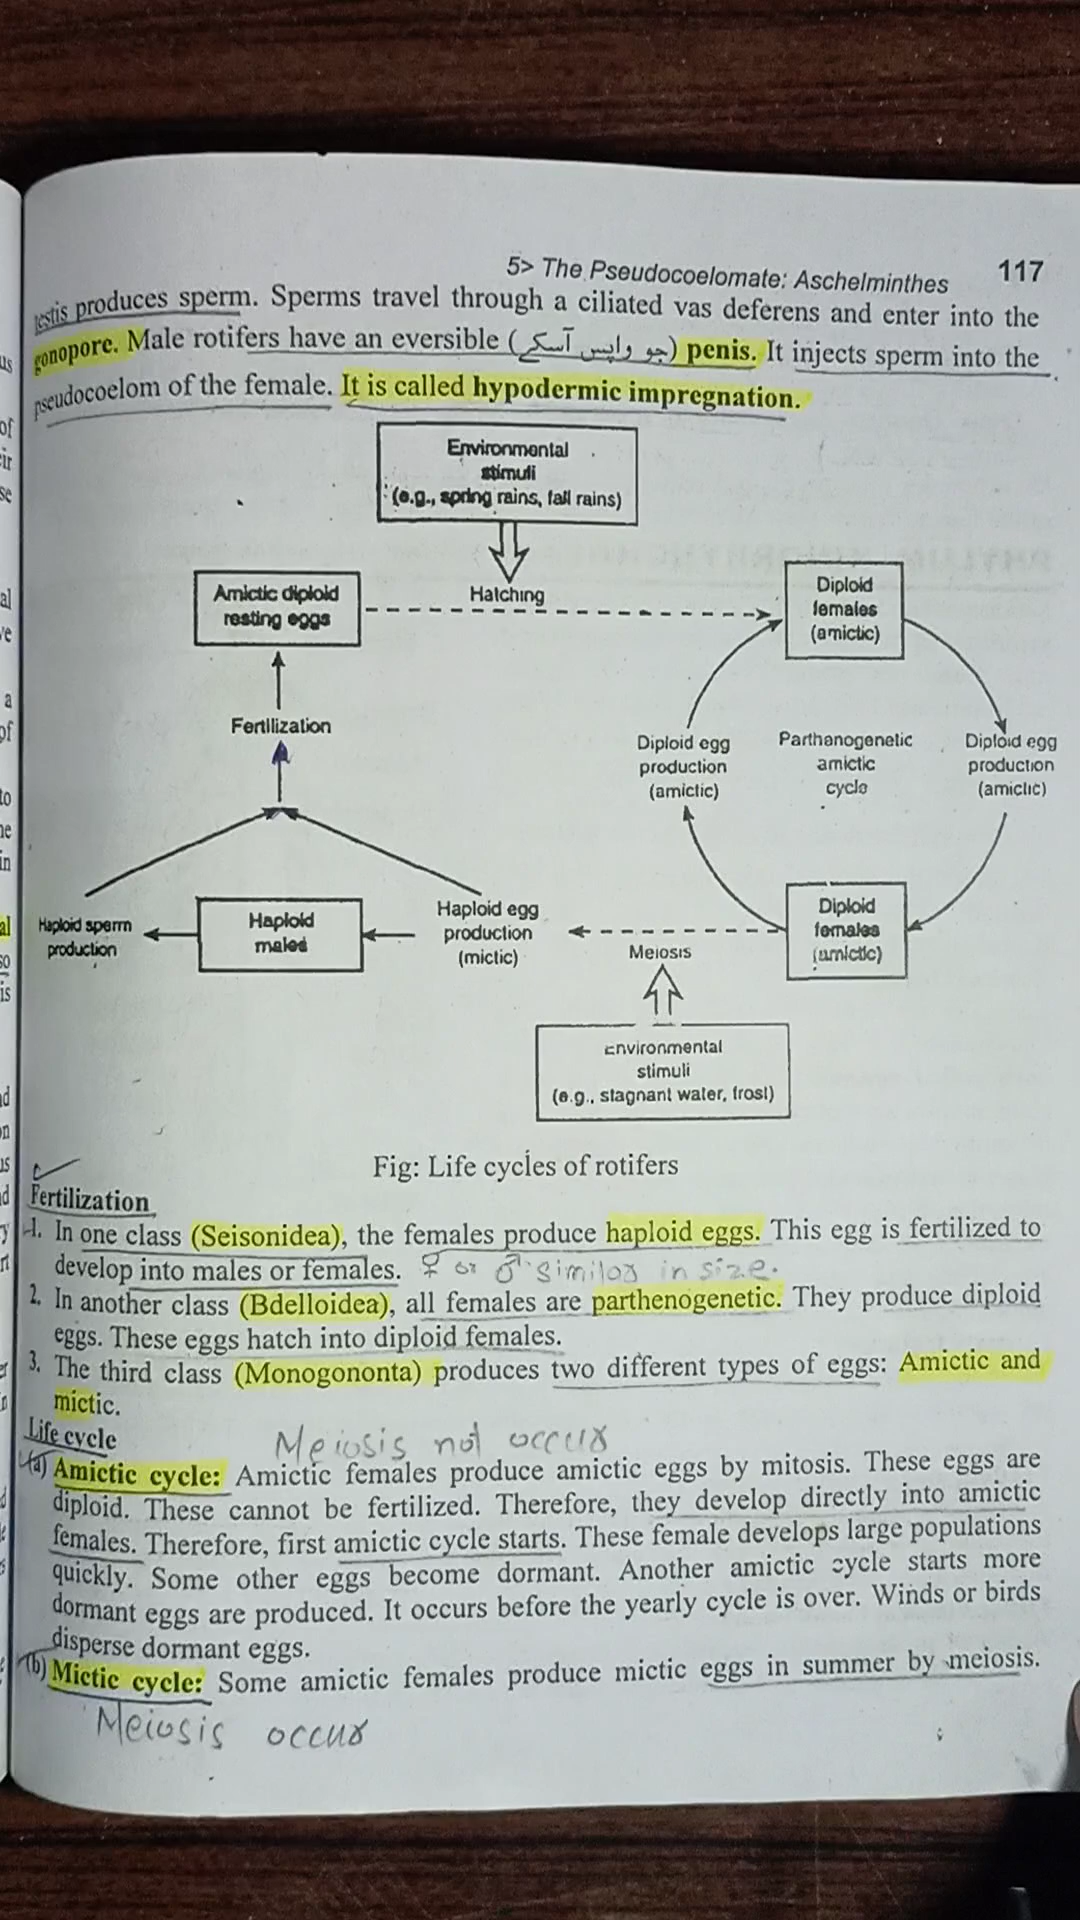 5> The Pseudocoelomate: Aschelminthes 117
testis produces sperm. Sperms travel through a ciliated vas deferens and enter into the
gonopore. Male rotifers have an eversible (جو واپس آسکے) penis. It injects sperm into the
pseudocoelom of the female. It is called hypodermic impregnation.
Environmental
stimuli
(e.g., spring rains, fall rains)
Amictic diploid
resting eggs
Hatching
Diploid
females
(amictic)
Fertilization
Diploid egg
production
(amictic)
Parthanogenetic
amictic
cycle
Diploid egg
production
(amictic)
Haploid sperm
production
Haploid
males
Haploid egg
production
(mictic)
Meiosis
Diploid
females
(amictic)
Environmental
stimuli
(e.g., stagnant water, frost)
Fig: Life cycles of rotifers
Fertilization
1. In one class (Seisonidea), the females produce haploid eggs. This egg is fertilized to
develop into males or females. ♀ or ♂ similar in size.
2. In another class (Bdelloidea), all females are parthenogenetic. They produce diploid
eggs. These eggs hatch into diploid females.
3. The third class (Monogononta) produces two different types of eggs: Amictic and
mictic.
Life cycle
Meiosis not occur
(a) Amictic cycle: Amictic females produce amictic eggs by mitosis. These eggs are
diploid. These cannot be fertilized. Therefore, they develop directly into amictic
females. Therefore, first amictic cycle starts. These female develops large populations
quickly. Some other eggs become dormant. Another amictic cycle starts more
dormant eggs are produced. It occurs before the yearly cycle is over. Winds or birds
disperse dormant eggs.
(b) Mictic cycle: Some amictic females produce mictic eggs in summer by meiosis.
Meiosis occur